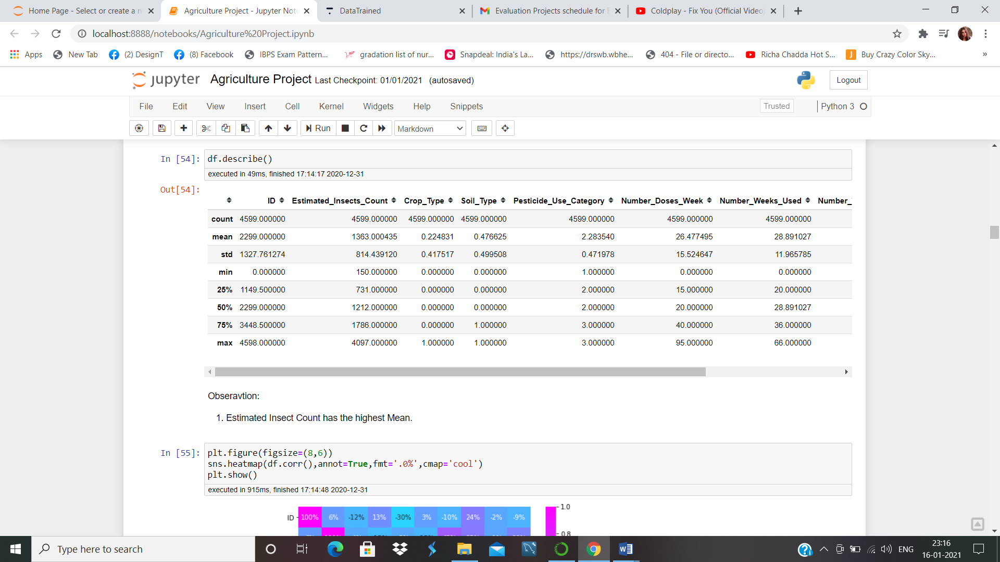 Home Page - Select or create a n
Agriculture Project - Jupyter Not
DataTrained
Evaluation Projects schedule for
Coldplay - Fix You (Official Video)
localhost:8888/notebooks/Agriculture%20Project.ipynb
Apps New Tab (2) DesignT (8) Facebook IBPS Exam Pattern... gradation list of nur... Snapdeal: India's La... https://drswb.wbhe... 404 - File or directo... Richa Chadda Hot S... Buy Crazy Color Sky... »
jupyter Agriculture Project Last Checkpoint: 01/01/2021 (autosaved) Logout
File Edit View Insert Cell Kernel Widgets Help Snippets Trusted Python 3
Run Markdown
In [54]: df.describe()
executed in 49ms, finished 17:14:17 2020-12-31
Out[54]:
ID Estimated_Insects_Count Crop_Type Soil_Type Pesticide_Use_Category Number_Doses_Week Number_Weeks_Used Number_
count 4599.000000 4599.000000 4599.000000 4599.000000 4599.000000 4599.000000 4599.000000
mean 2299.000000 1363.000435 0.224831 0.476625 2.283540 26.477495 28.891027
std 1327.761274 814.439120 0.417517 0.499508 0.471978 15.524647 11.965785
min 0.000000 150.000000 0.000000 0.000000 1.000000 0.000000 0.000000
25% 1149.500000 731.000000 0.000000 0.000000 2.000000 15.000000 20.000000
50% 2299.000000 1212.000000 0.000000 0.000000 2.000000 20.000000 28.891027
75% 3448.500000 1786.000000 0.000000 1.000000 3.000000 40.000000 36.000000
max 4598.000000 4097.000000 1.000000 1.000000 3.000000 95.000000 66.000000
Obseravtion:
1. Estimated Insect Count has the highest Mean.
In [55]: plt.figure(figsize=(8,6))
sns.heatmap(df.corr(),annot=True,fmt='.0%',cmap='cool')
plt.show()
executed in 915ms, finished 17:14:48 2020-12-31
ID 100% 6% -12% 13% -30% 3% -10% 24% -2% -9% 1.0
0.8
Type here to search
ENG
23:16
16-01-2021